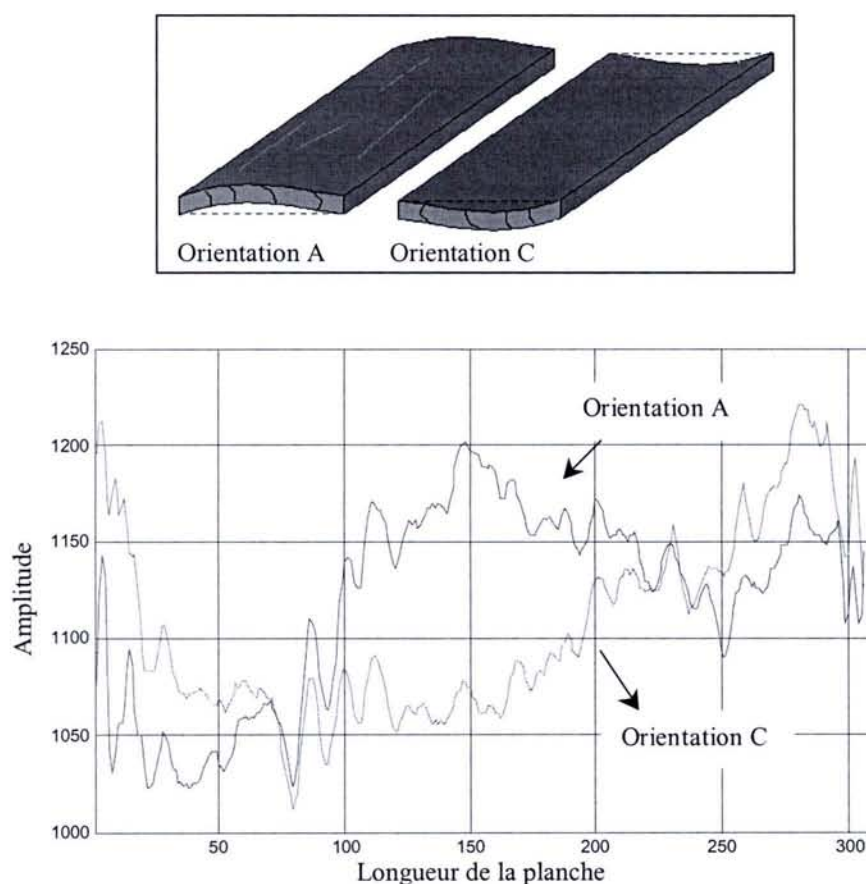 Orientation A Orientation C
1250
1200
1150
1100
1050
1000
Amplitude
Orientation A
Orientation C
50 100 150 200 250 300
Longueur de la planche